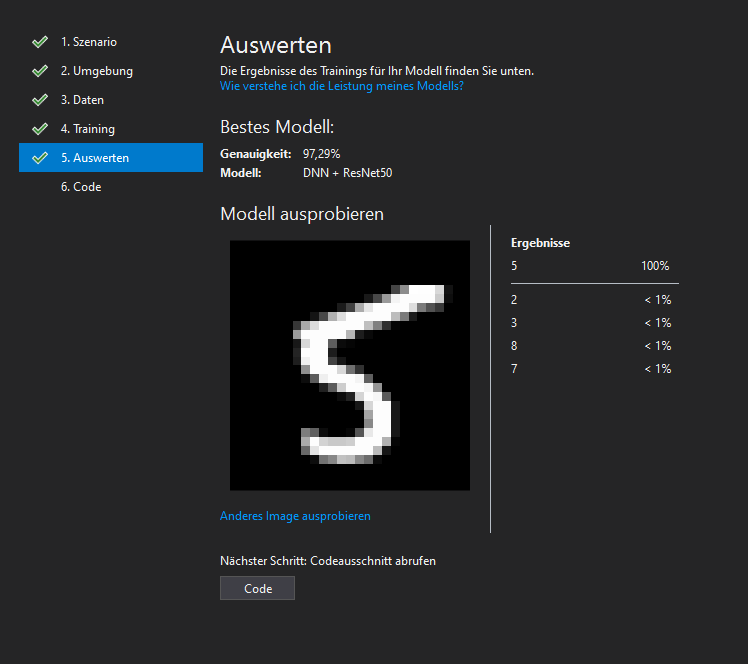 1. Szenario
2. Umgebung
3. Daten
4. Training
5. Auswerten
6. Code
Auswerten
Die Ergebnisse des Trainings für Ihr Modell finden Sie unten.
Wie verstehe ich die Leistung meines Modells?
Bestes Modell:
Genauigkeit: 97,29%
Modell: DNN + ResNet50
Modell ausprobieren
5
Ergebnisse
5 100%
2 < 1%
3 < 1%
8 < 1%
7 < 1%
Anderes Image ausprobieren
Nächster Schritt: Codeausschnitt abrufen
Code